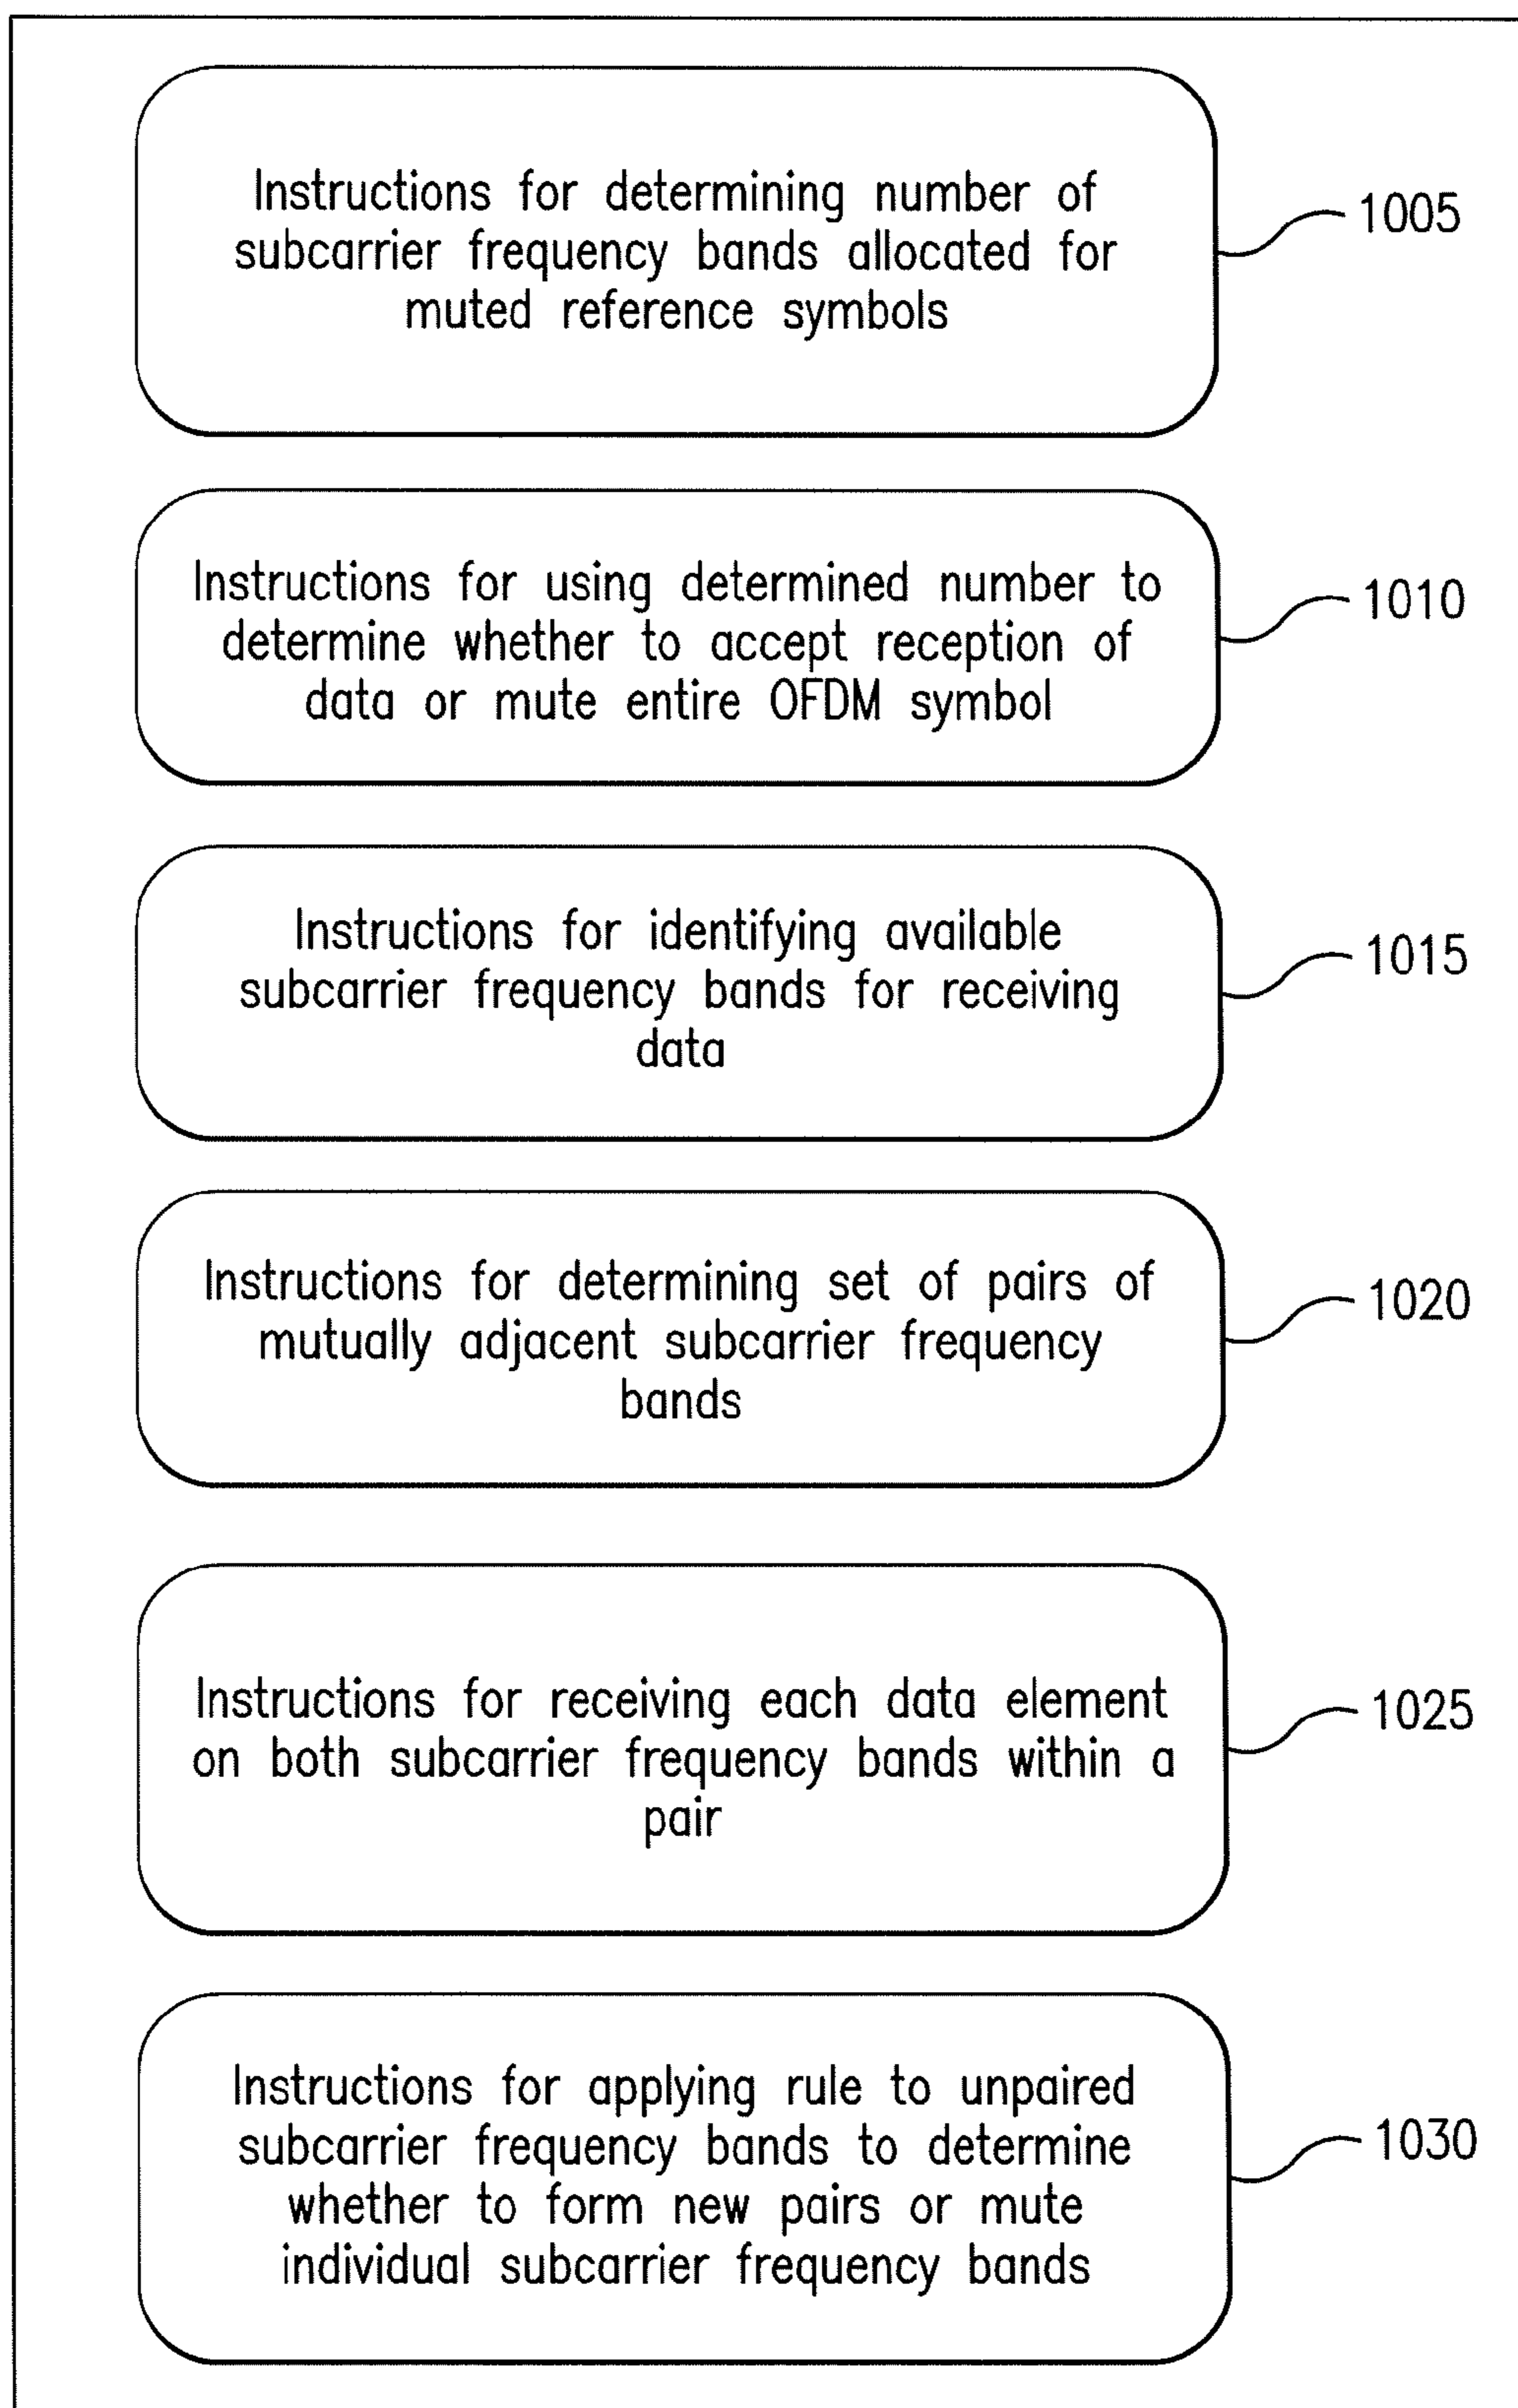 Instructions for determining number of
subcarrier frequency bands allocated for
muted reference symbols
1005
Instructions for using determined number to
determine whether to accept reception of
data or mute entire OFDM symbol
1010
Instructions for identifying available
subcarrier frequency bands for receiving
data
1015
Instructions for determining set of pairs of
mutually adjacent subcarrier frequency
bands
1020
Instructions for receiving each data element
on both subcarrier frequency bands within a
pair
1025
Instructions for applying rule to unpaired
subcarrier frequency bands to determine
whether to form new pairs or mute
individual subcarrier frequency bands
1030